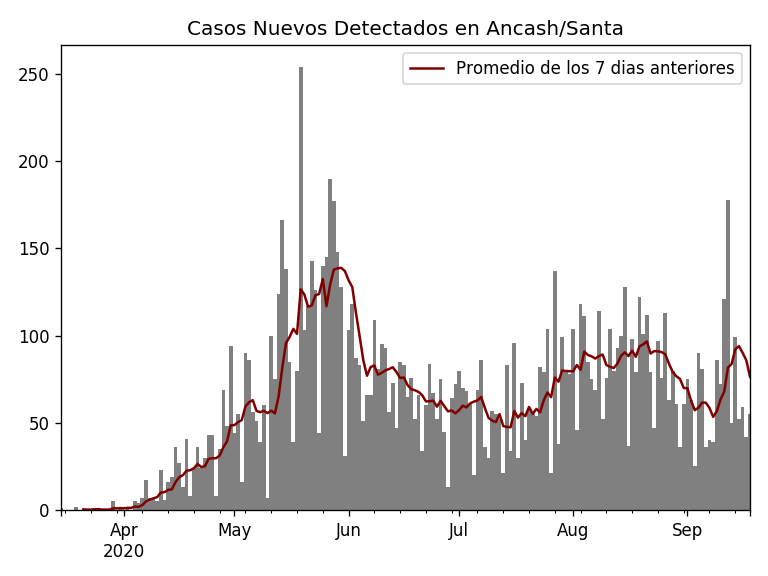 Casos Nuevos Detectados en Ancash/Santa
Promedio de los 7 dias anteriores
250
200
150
100
50
0
Apr May Jun Jul Aug Sep
2020